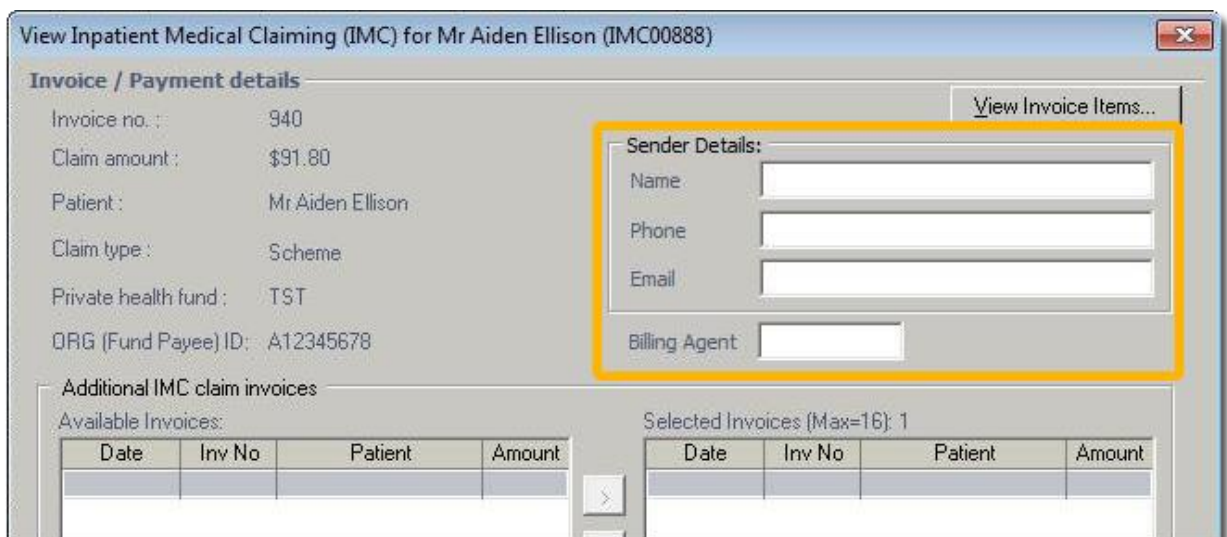 View Inpatient Medical Claiming (IMC) for Mr Aiden Ellison (IMC00888)
Invoice / Payment details
View Invoice Items...
Invoice no. : 940
Claim amount : $91.80
Patient : Mr Aiden Ellison
Claim type : Scheme
Private health fund : TST
ORG (Fund Payee) ID: A12345678
Sender Details:
Name
Phone
Email
Billing Agent
Additional IMC claim invoices
Available Invoices:
Date Inv No Patient Amount
>
Selected Invoices (Max=16): 1
Date Inv No Patient Amount